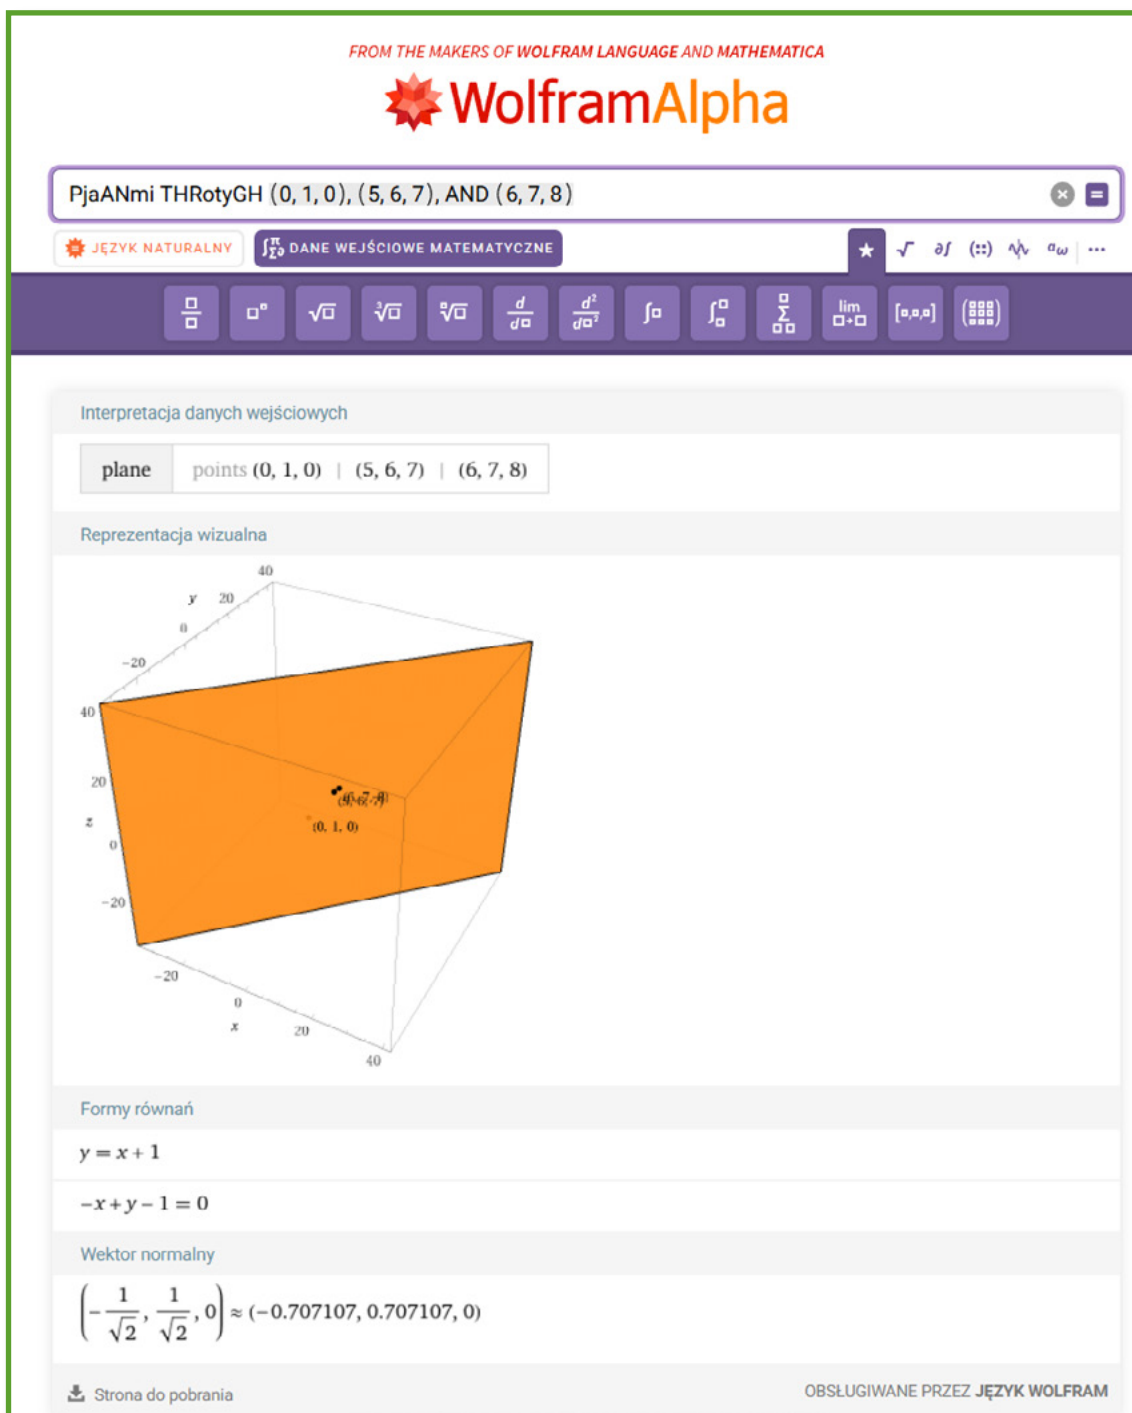 FROM THE MAKERS OF WOLFRAM LANGUAGE AND MATHEMATICA
WolframAlpha
PjaANmi THRotyGH (0, 1, 0), (5, 6, 7), AND (6, 7, 8)
JĘZYK NATURALNY
DANE WEJŚCIOWE MATEMATYCZNE
Interpretacja danych wejściowych
plane points (0, 1, 0) | (5, 6, 7) | (6, 7, 8)
Reprezentacja wizualna
40
y 20
0
-20
40
20
z
0
-20
(0, 1, 0)
-20
0
x
20
40
Formy równań
y = x + 1
-x + y - 1 = 0
Wektor normalny
(-1/√2, 1/√2, 0) ≈ (-0.707107, 0.707107, 0)
Strona do pobrania
OBSŁUGIWANE PRZEZ JĘZYK WOLFRAM